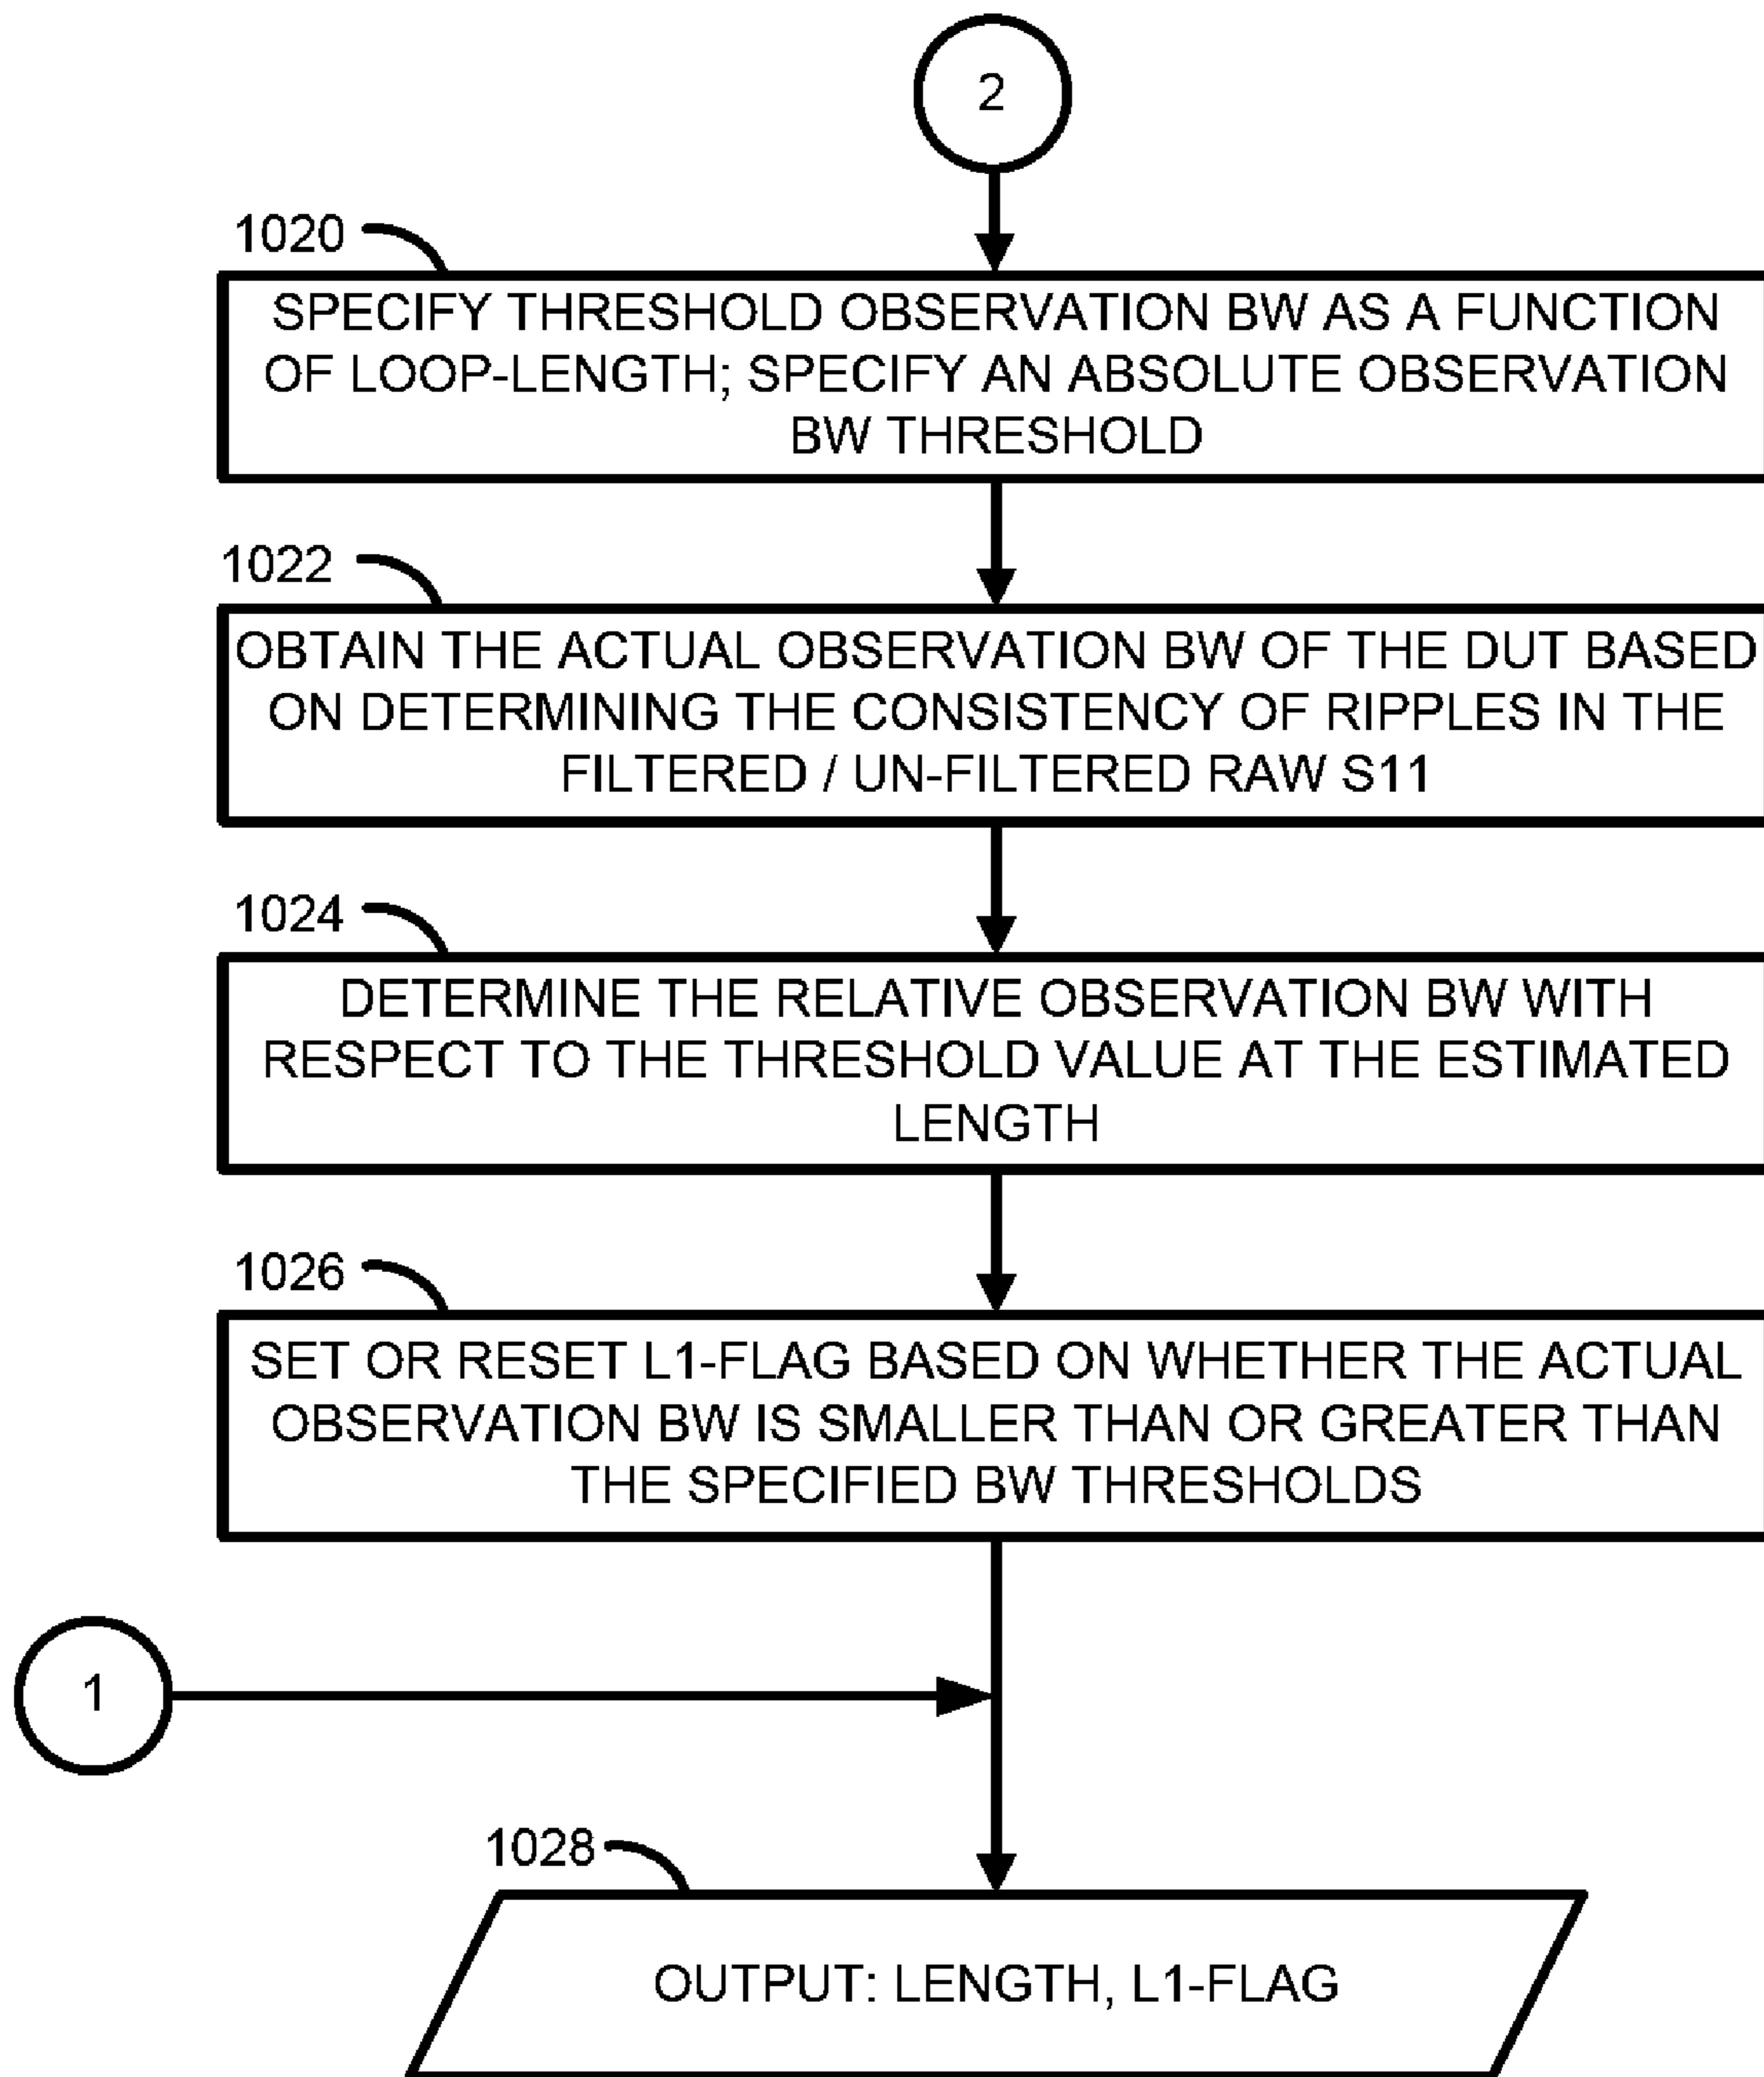 2
1020
SPECIFY THRESHOLD OBSERVATION BW AS A FUNCTION
OF LOOP-LENGTH; SPECIFY AN ABSOLUTE OBSERVATION
BW THRESHOLD
1022
OBTAIN THE ACTUAL OBSERVATION BW OF THE DUT BASED
ON DETERMINING THE CONSISTENCY OF RIPPLES IN THE
FILTERED / UN-FILTERED RAW S11
1024
DETERMINE THE RELATIVE OBSERVATION BW WITH
RESPECT TO THE THRESHOLD VALUE AT THE ESTIMATED
LENGTH
1026
SET OR RESET L1-FLAG BASED ON WHETHER THE ACTUAL
OBSERVATION BW IS SMALLER THAN OR GREATER THAN
THE SPECIFIED BW THRESHOLDS
1
1028
OUTPUT: LENGTH, L1-FLAG